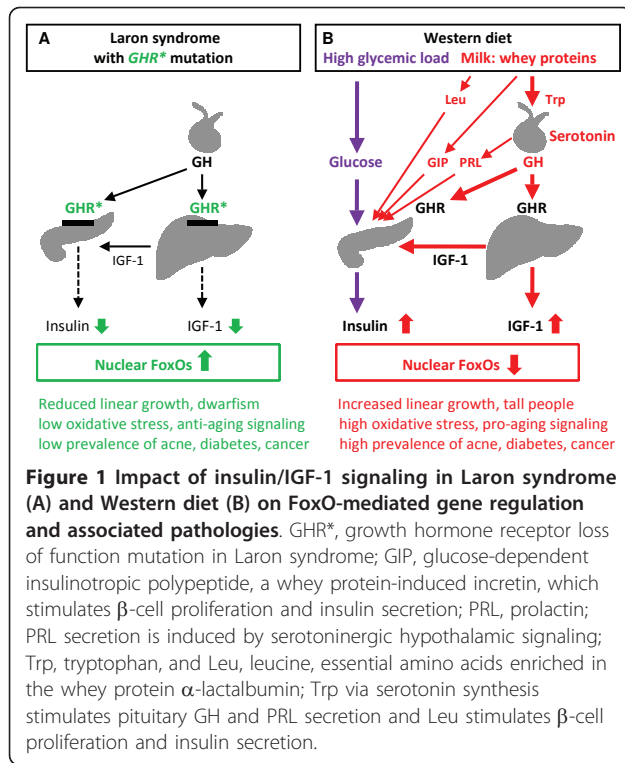 A
Laron syndrome
with GHR* mutation
GH
GHR*
GHR*
IGF-1
Insulin
IGF-1
Nuclear FoxOs
Reduced linear growth, dwarfism
low oxidative stress, anti-aging signaling
low prevalence of acne, diabetes, cancer
B
Western diet
High glycemic load Milk: whey proteins
Leu
Trp
Serotonin
Glucose
GIP
PRL
GH
GHR
GHR
IGF-1
Insulin
IGF-1
Nuclear FoxOs
Increased linear growth, tall people
high oxidative stress, pro-aging signaling
high prevalence of acne, diabetes, cancer
Figure 1 Impact of insulin/IGF-1 signaling in Laron syndrome
(A) and Western diet (B) on FoxO-mediated gene regulation
and associated pathologies. GHR*, growth hormone receptor loss
of function mutation in Laron syndrome; GIP, glucose-dependent
insulinotropic polypeptide, a whey protein-induced incretin, which
stimulates β-cell proliferation and insulin secretion; PRL, prolactin;
PRL secretion is induced by serotoninergic hypothalamic signaling;
Trp, tryptophan, and Leu, leucine, essential amino acids enriched in
the whey protein α-lactalbumin; Trp via serotonin synthesis
stimulates pituitary GH and PRL secretion and Leu stimulates β-cell
proliferation and insulin secretion.